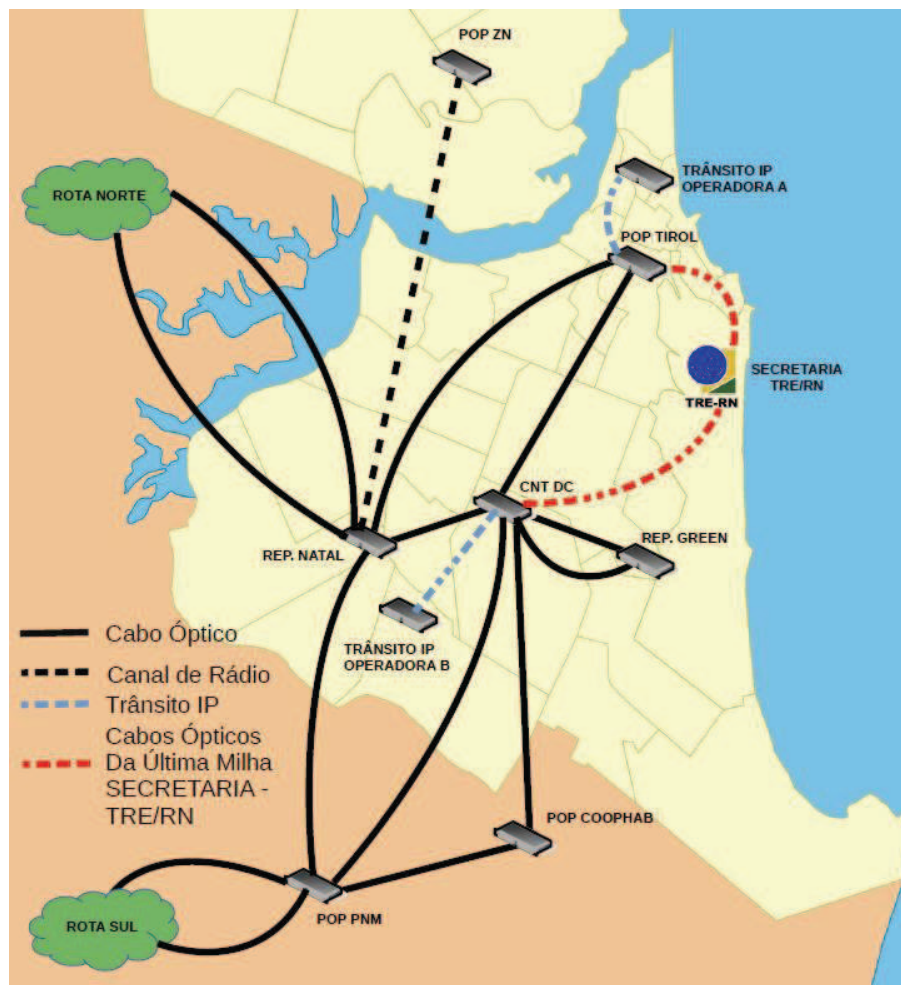 POP ZN
TRÂNSITO IP
OPERADORA A
ROTA NORTE
POP TIROL
SECRETARIA
TRE/RN
TRE-RN
CNT DC
REP. NATAL
REP. GREEN
TRÂNSITO IP
OPERADORA B
Cabo Óptico
Canal de Rádio
Trânsito IP
Cabos Ópticos
Da Última Milha
SECRETARIA -
TRE/RN
POP COOPHAB
POP PNM
ROTA SUL